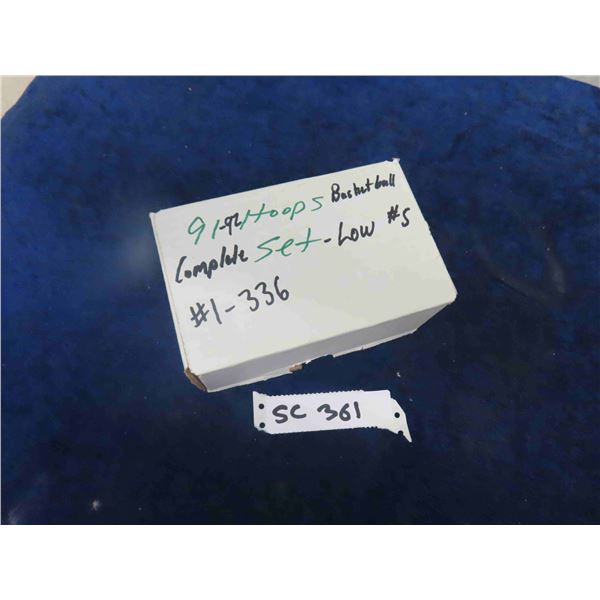 91-92 Hoops Basketball
Complete Set - Low #s
#1-336
SC 361